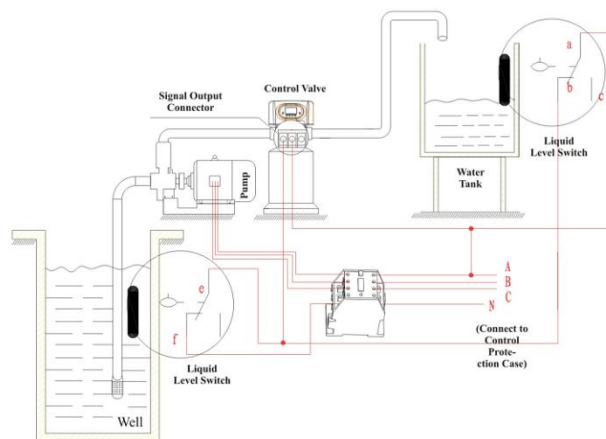 Control Valve
Signal Output
Connector
a
b
c
Liquid
Level Switch
Water
Tank
Pump
A
B
C
N
e
f
(Connect to
Control
Prote-
ction Case)
Liquid
Level Switch
Well